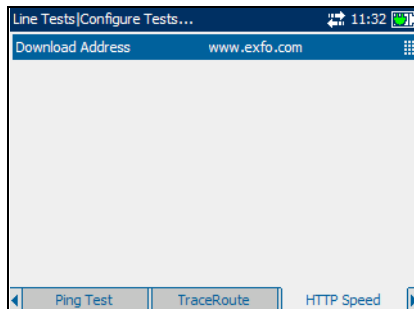 Line Tests|Configure Tests... 11:32
Download Address www.exfo.com
Ping Test TraceRoute HTTP Speed